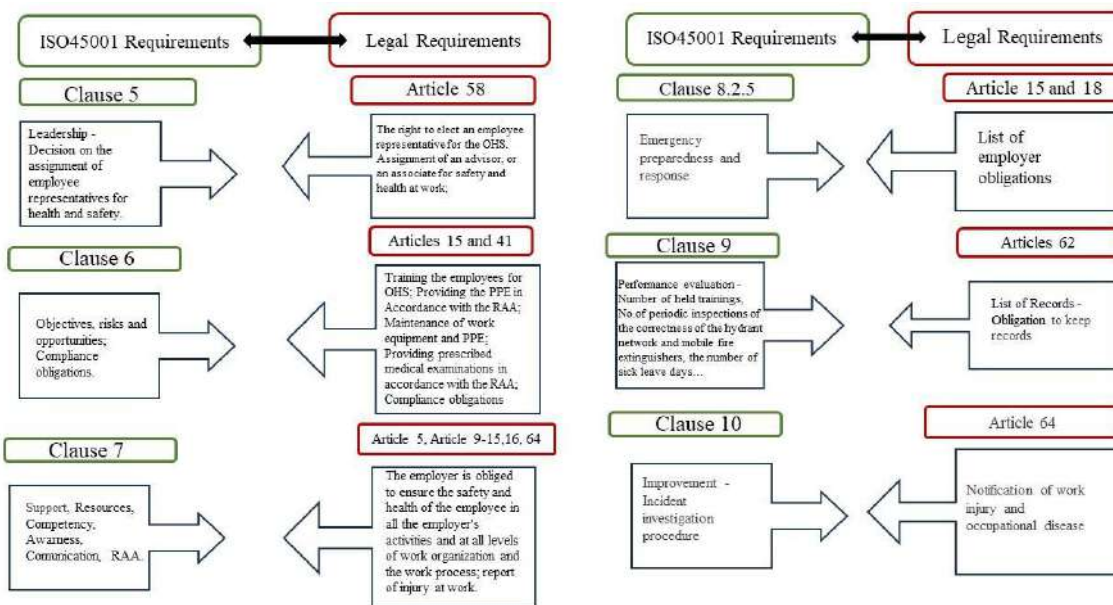 ISO45001 Requirements
Legal Requirements
Clause 5
Article 58
Leadership -
Decision on the
assignment of
employee
representatives for
health and safety.
The right to elect an employee
representative for the OHS.
Assignment of an advisor, or
an associate for safety and
health at work;
Clause 6
Articles 15 and 41
Objectives, risks and
opportunities;
Compliance
obligations.
Training the employees for
OHS; Providing the PPE in
Accordance with the RAA;
Maintenance of work
equipment and PPE;
Providing prescribed
medical examinations in
accordance with the RAA;
Compliance obligations
Clause 7
Article 5, Article 9-15,16, 64
Support, Resources,
Competency,
Awarness,
Comunication, RAA.
The employer is obliged
to ensure the safety and
health of the employee in
all the employer's
activities and at all levels
of work organization and
the work process; report
of injury at work.
ISO45001 Requirements
Legal Requirements
Clause 8.2.5
Article 15 and 18
Emergency
preparedness and
response
List of
employer
obligations
Clause 9
Articles 62
Performance evaluation -
Number of held trainings,
No of periodic inspections of
the correctness of the hydrant
network and mobile fire
extinguishers, the number of
sick leave days...
List of Records -
Obligation to keep
records
Clause 10
Article 64
Improvement -
Incident
investigation
procedure
Notification of work
injury and
occupational disease